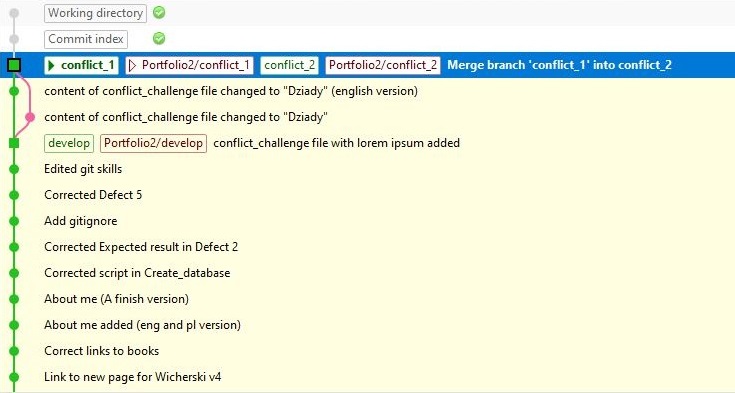 Working directory
Commit index
conflict_1 Portfolio2/conflict_1 conflict_2 Portfolio2/conflict_2 Merge branch 'conflict_1' into conflict_2
content of conflict_challenge file changed to "Dziady" (english version)
content of conflict_challenge file changed to "Dziady"
develop Portfolio2/develop conflict_challenge file with lorem ipsum added
Edited git skills
Corrected Defect 5
Add gitignore
Corrected Expected result in Defect 2
Corrected script in Create_database
About me (A finish version)
About me added (eng and pl version)
Correct links to books
Link to new page for Wicherski v4